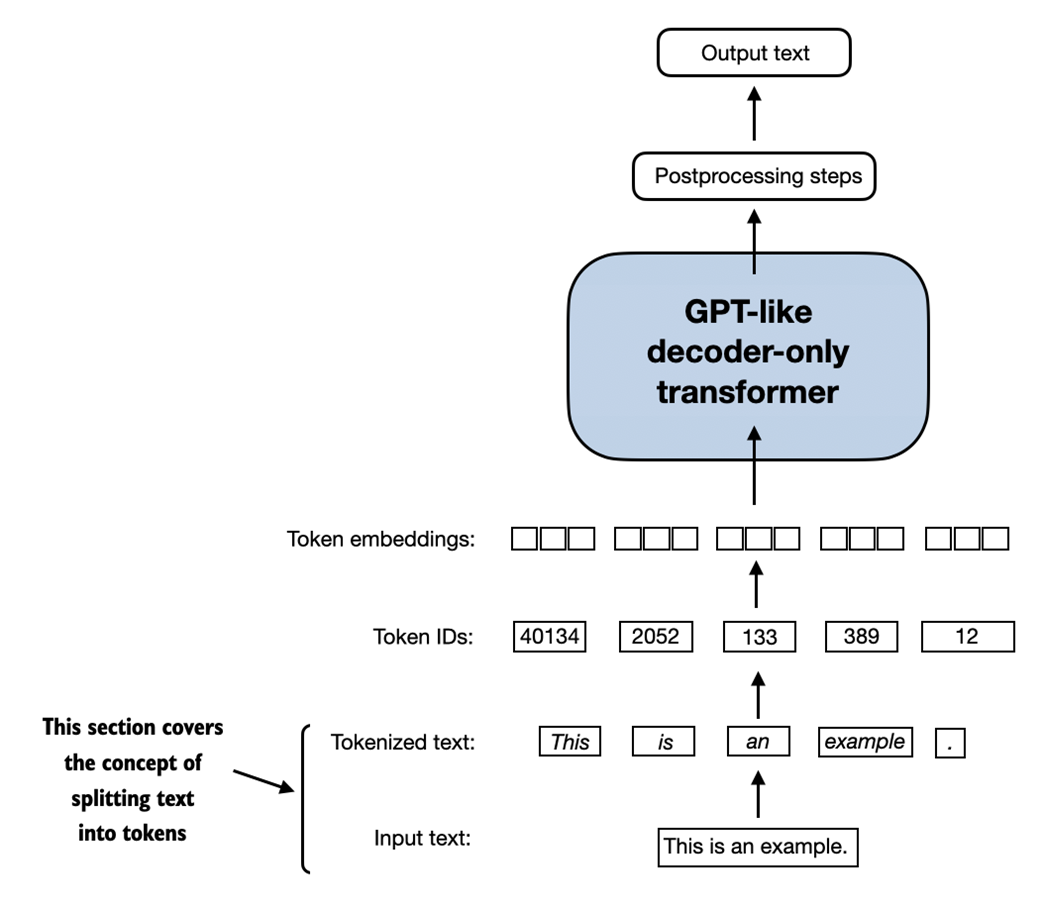 Output text
Postprocessing steps
GPT-like
decoder-only
transformer
Token embeddings:
Token IDs: 40134 2052 133 389 12
This section covers
the concept of
splitting text
into tokens
Tokenized text: This is an example .
Input text: This is an example.